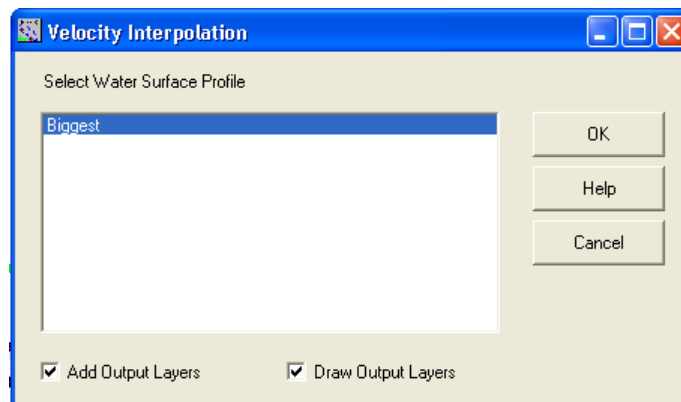 Velocity Interpolation
Select Water Surface Profile
Biggest
OK
Help
Cancel
Add Output Layers
Draw Output Layers